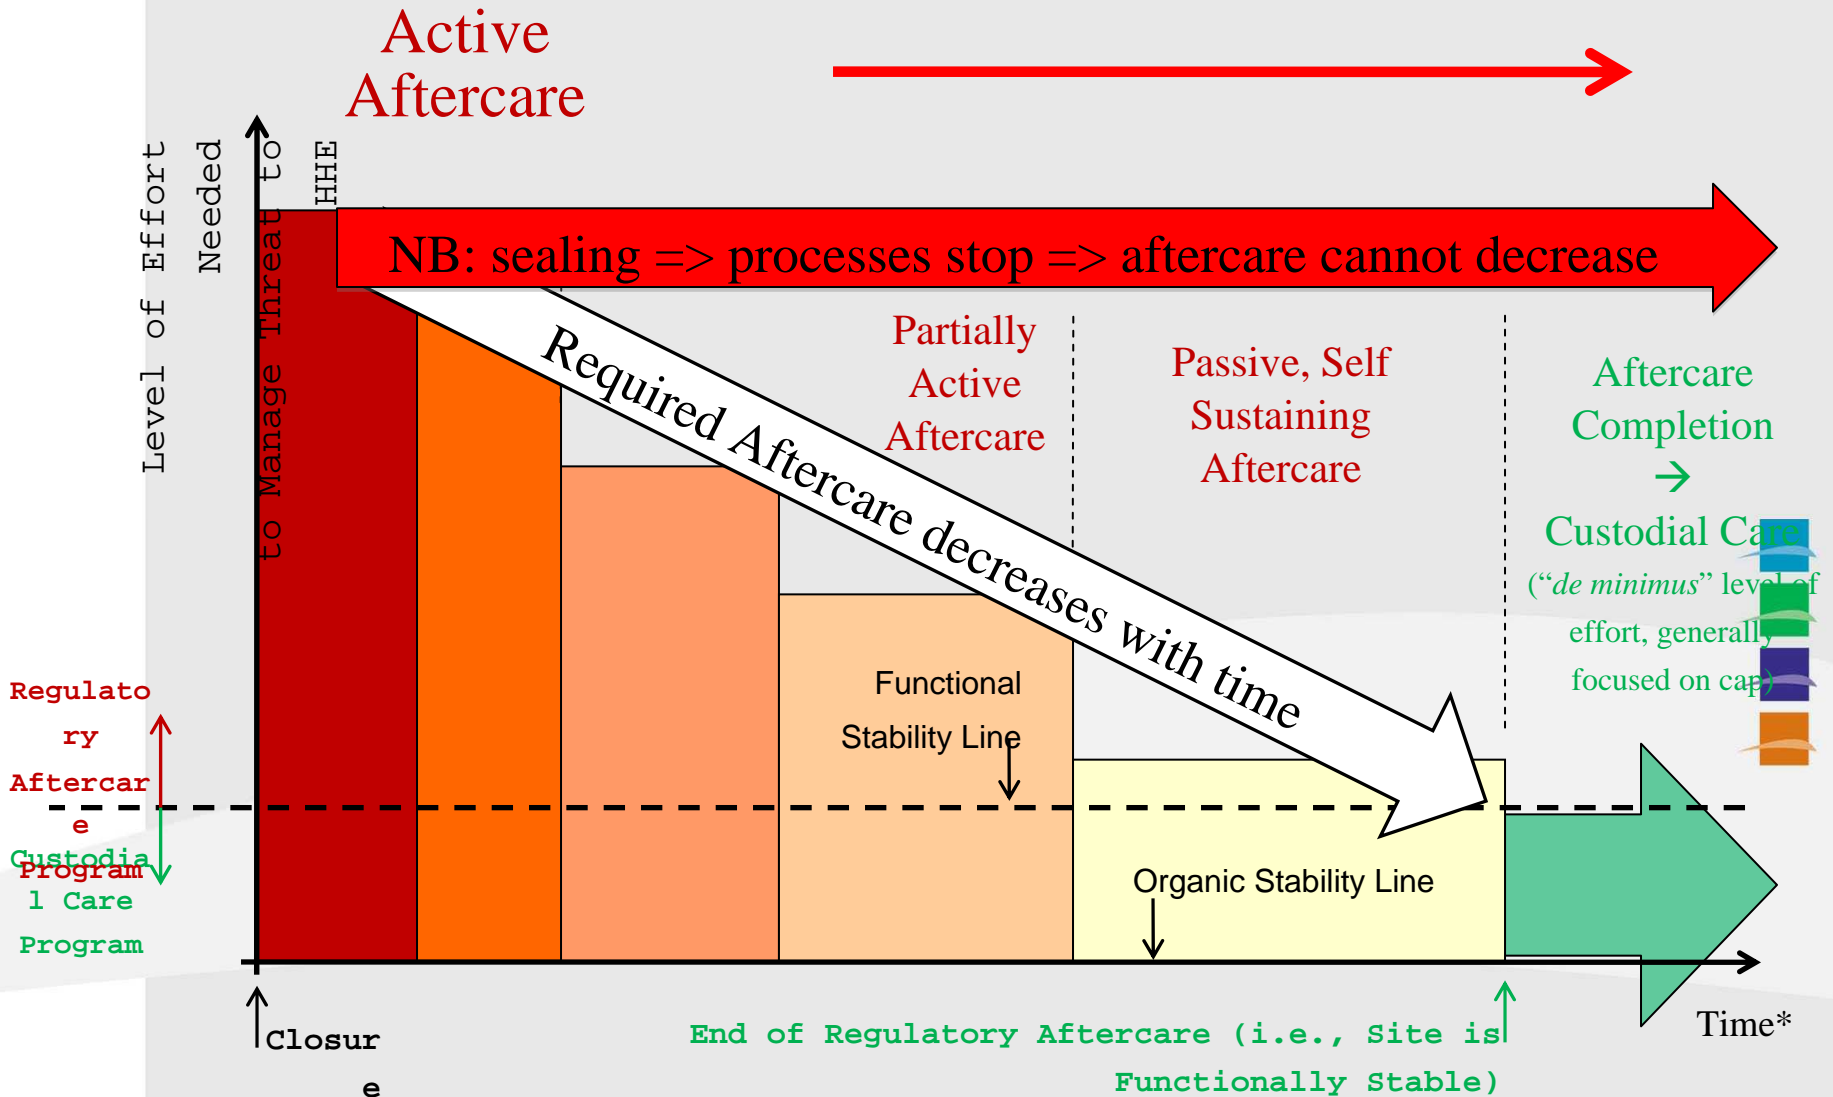 Active
Aftercare
Level of Effort
Needed
to Manage Threat to
HHE
NB: sealing => processes stop => aftercare cannot decrease
Required Aftercare decreases with time
Partially
Active
Aftercare
Passive, Self
Sustaining
Aftercare
Aftercare
Completion
→
Custodial Care
(“de minimus” level of
effort, generally
focused on cap)
Functional
Stability Line
Organic Stability Line
Regulato
ry
Aftercar
e
Program
Custodia
l Care
Program
Closur
e
End of Regulatory Aftercare (i.e., Site is
Functionally Stable)
Time*